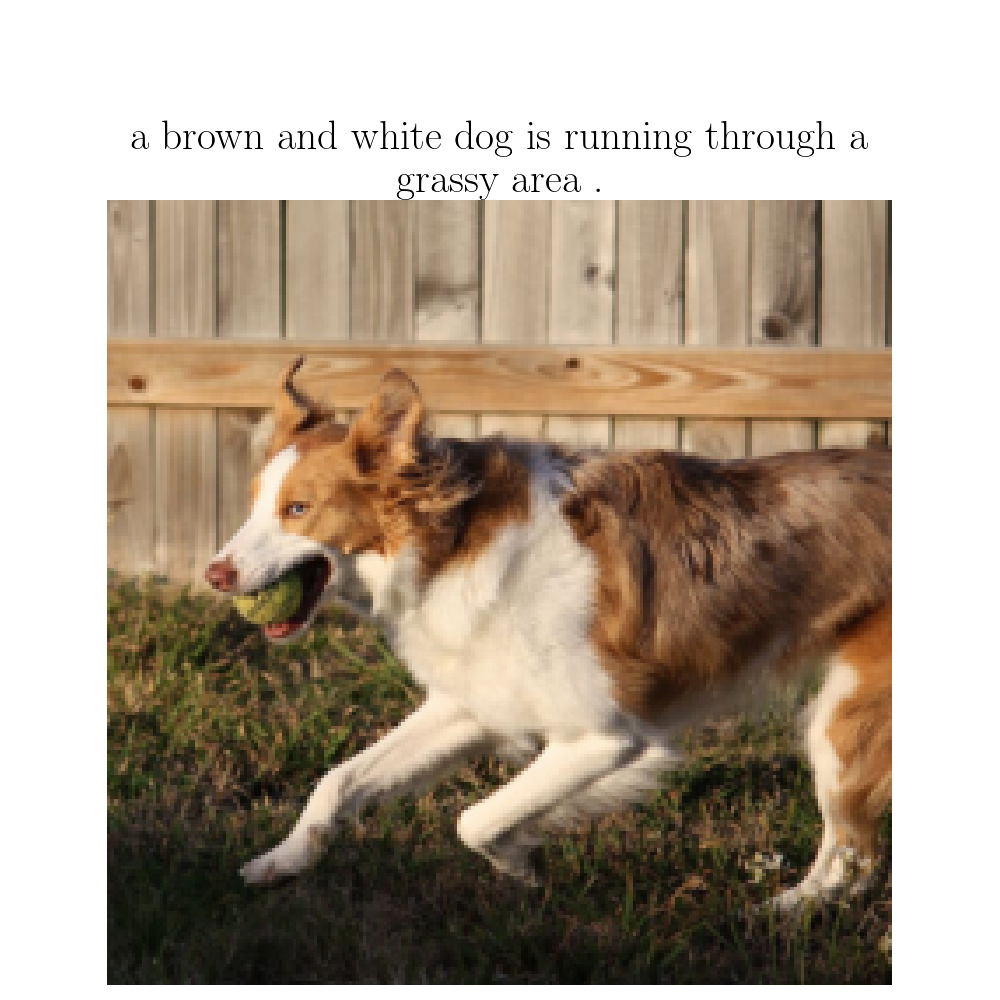 a brown and white dog is running through a
grassy area .